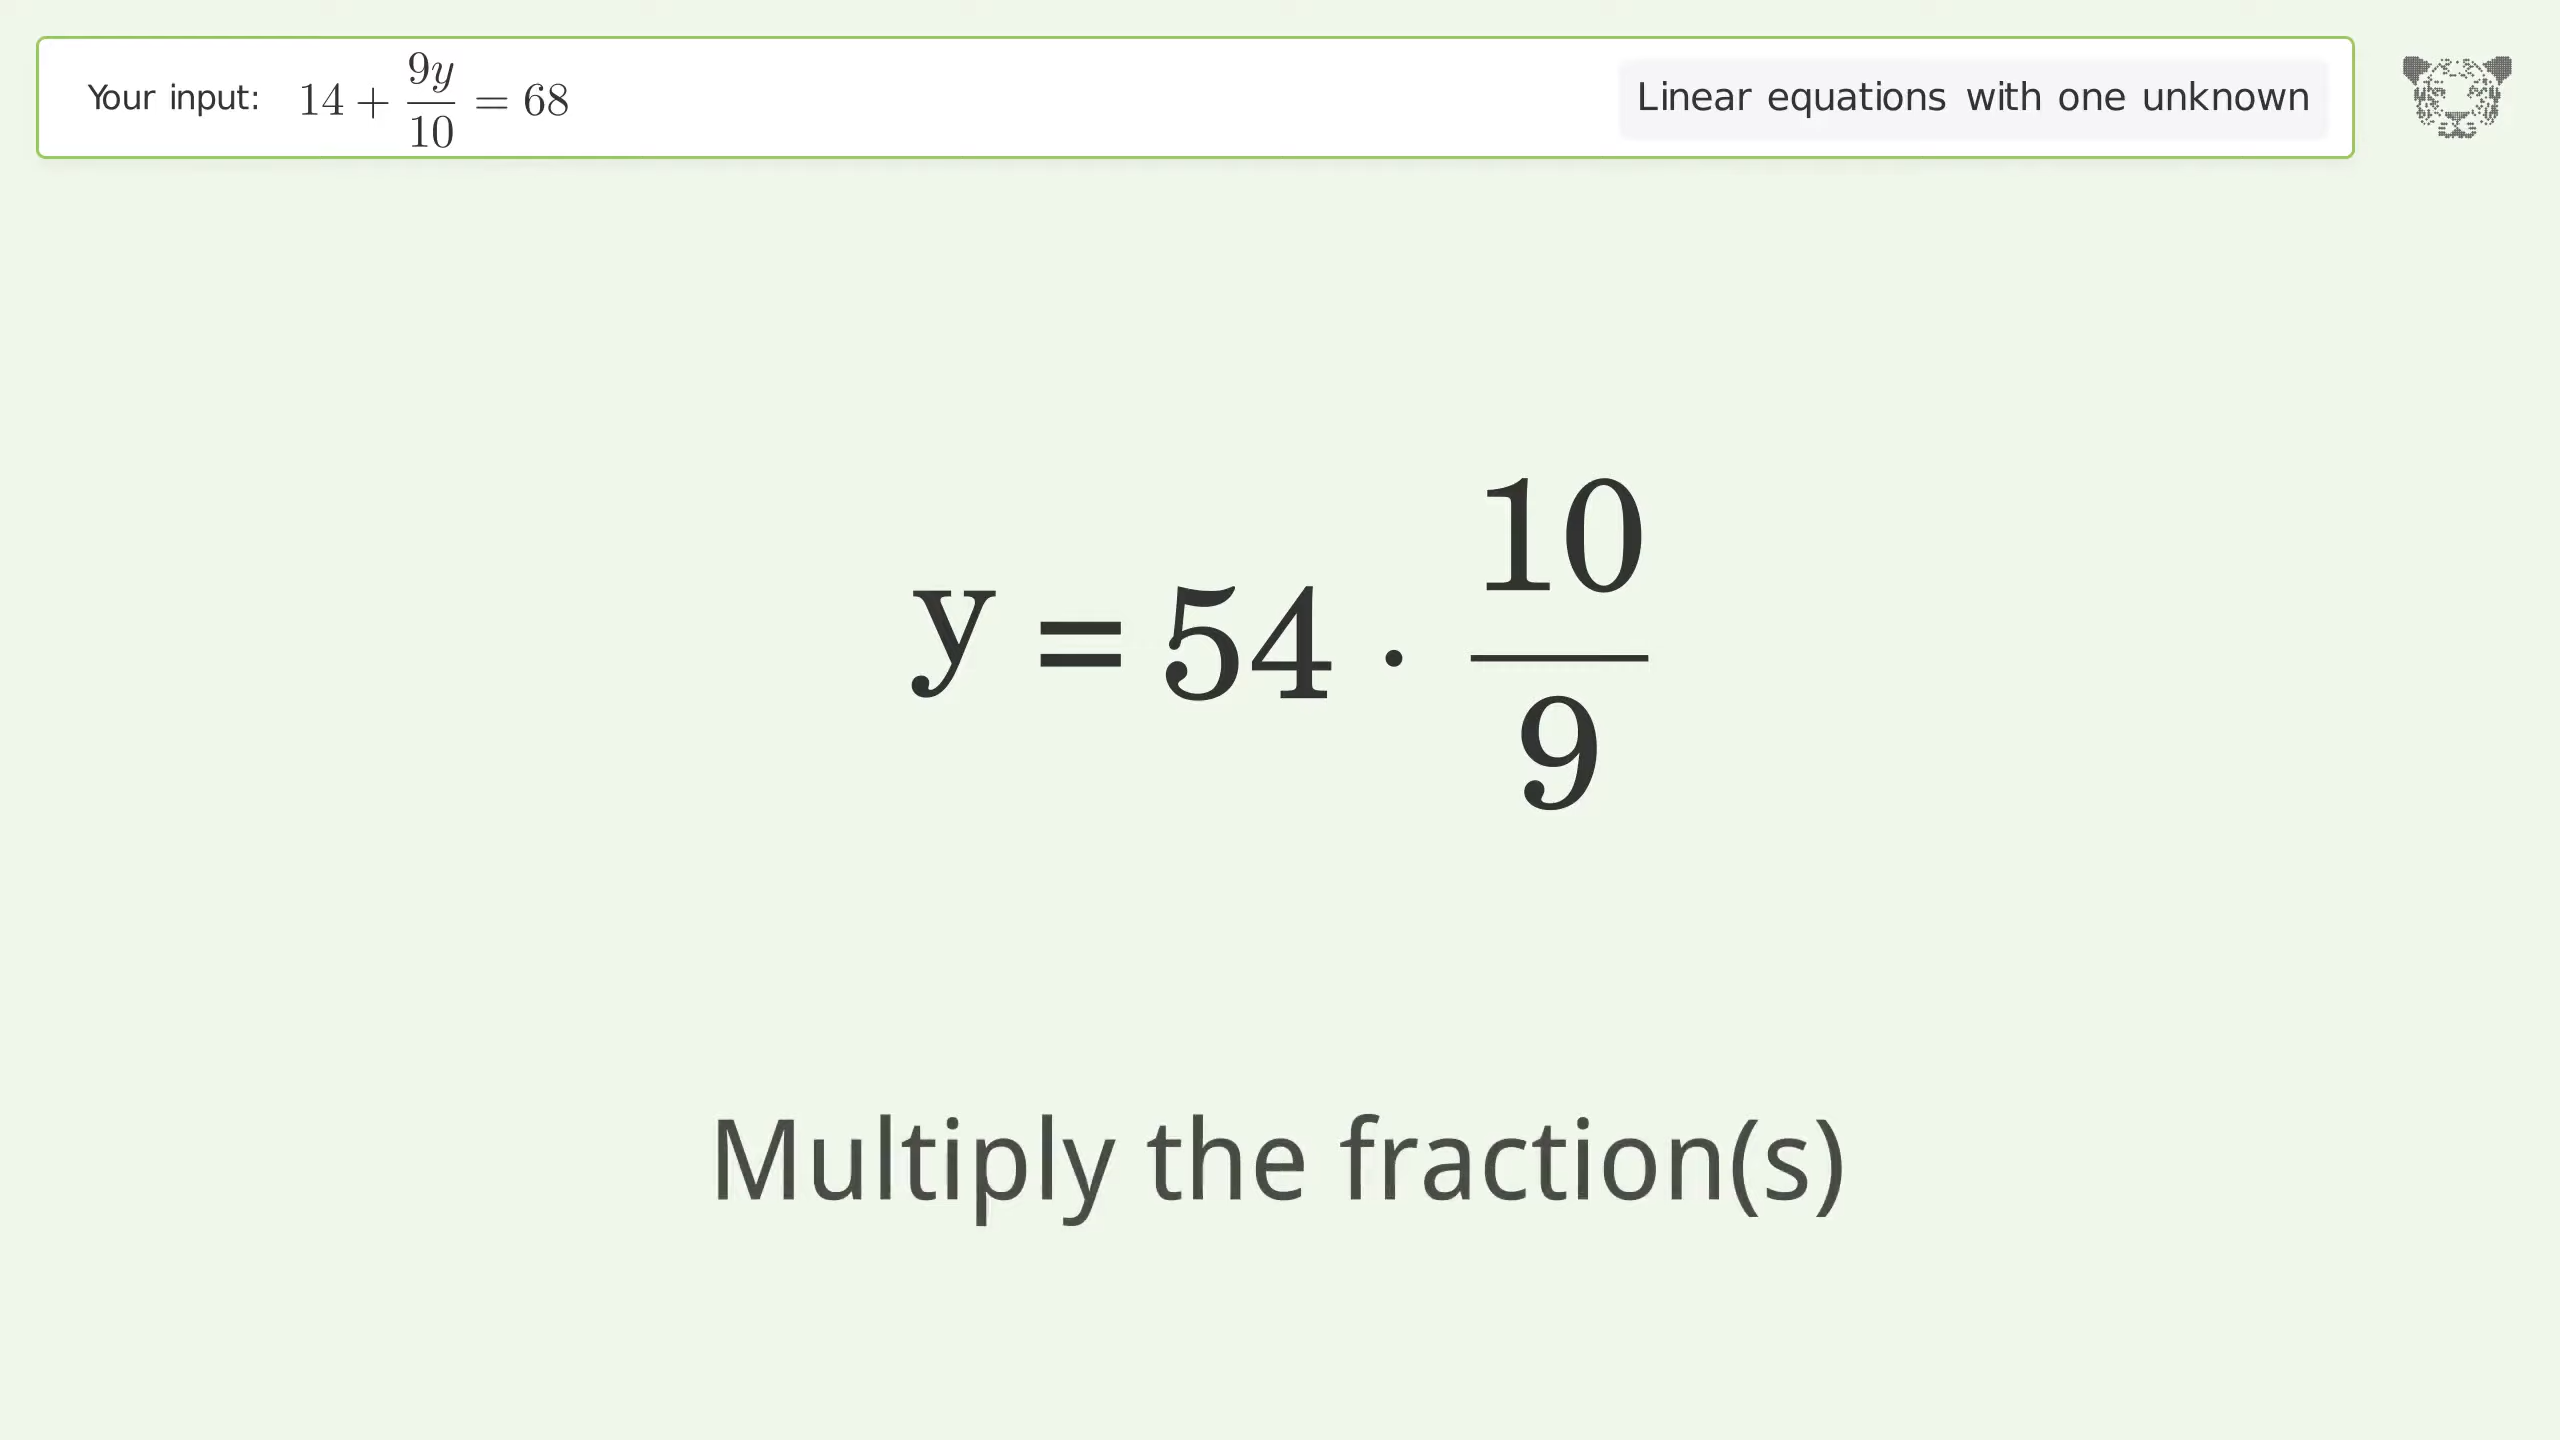 Your input: 14 + 9y/10 = 68
Linear equations with one unknown
y = 54 · 10/9
Multiply the fraction(s)